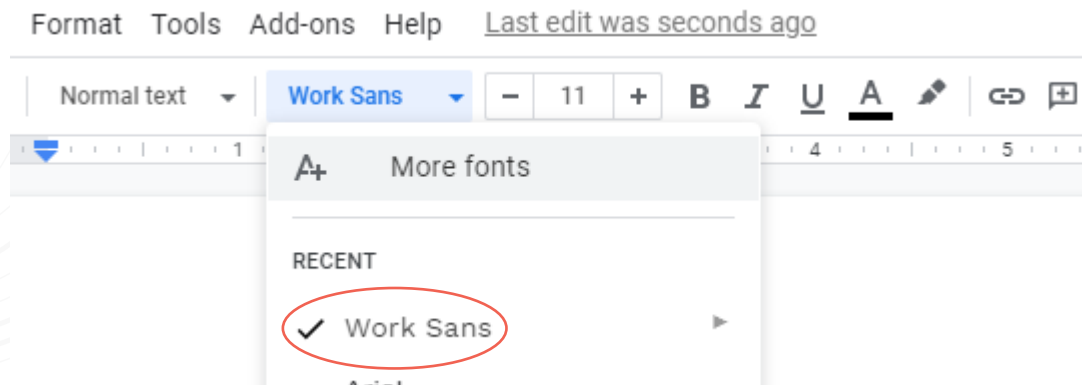 Format Tools Add-ons Help Last edit was seconds ago
Normal text Work Sans − 11 + B I U A
1 4 5
A+ More fonts
RECENT
Work Sans